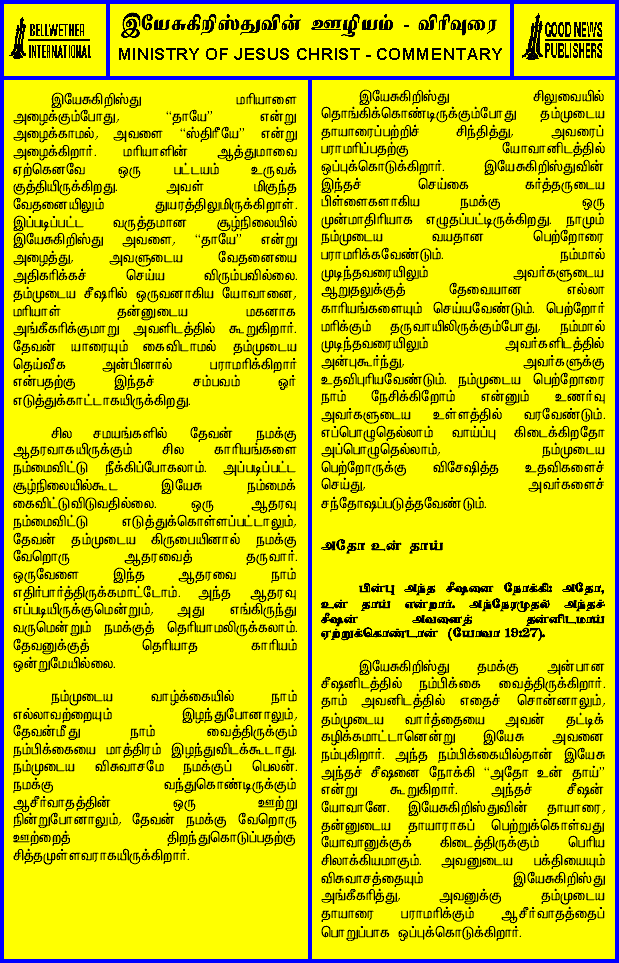 BELLWETHER
INTERNATIONAL
இயேசுகிறிஸ்துவின் ஊழியம் - விரிவுரை
MINISTRY OF JESUS CHRIST - COMMENTARY
GOOD NEWS
PUBLISHERS
இயேசுகிறிஸ்து மரியாளை
அழைக்கும்போது, “தாயே” என்று
அழைக்காமல், அவளை “ஸ்திரீயே” என்று
அழைக்கிறார். மரியாளின் ஆத்துமாவை
ஏற்கெனவே ஒரு பட்டயம் உருவக்
குத்தியிருக்கிறது. அவள் மிகுந்த
வேதனையிலும் துயரத்திலுமிருக்கிறாள்.
இப்படிப்பட்ட வருத்தமான சூழ்நிலையில்
இயேசுகிறிஸ்து அவளை, “தாயே” என்று
அழைத்து, அவளுடைய வேதனையை
அதிகரிக்கச் செய்ய விரும்பவில்லை.
தம்முடைய சீஷரில் ஒருவனாகிய யோவானை,
மரியாள் தன்னுடைய மகனாக
அங்கீகரிக்குமாறு அவளிடத்தில் கூறுகிறார்.
தேவன் யாரையும் கைவிடாமல் தம்முடைய
தெய்வீக அன்பினால் பராமரிக்கிறார்
என்பதற்கு இந்தச் சம்பவம் ஓர்
எடுத்துக்காட்டாகயிருக்கிறது.
சில சமயங்களில் தேவன் நமக்கு
ஆதரவாகயிருக்கும் சில காரியங்களை
நம்மைவிட்டு நீக்கிப்போகலாம். அப்படிப்பட்ட
சூழ்நிலையில்கூட இயேசு நம்மைக்
கைவிட்டுவிடுவதில்லை. ஒரு ஆதரவு
நம்மைவிட்டு எடுத்துக்கொள்ளப்பட்டாலும்,
தேவன் தம்முடைய கிருபையினால் நமக்கு
வேறொரு ஆதரவைத் தருவார்.
ஒருவேளை இந்த ஆதரவை நாம்
எதிர்பார்த்திருக்கமாட்டோம். அந்த ஆதரவு
எப்படியிருக்குமென்றும், அது எங்கிருந்து
வருமென்றும் நமக்குத் தெரியாமலிருக்கலாம்.
தேவனுக்குத் தெரியாத காரியம்
ஒன்றுமேயில்லை.
நம்முடைய வாழ்க்கையில் நாம்
எல்லாவற்றையும் இழந்துபோனாலும்,
தேவன்மீது நாம் வைத்திருக்கும்
நம்பிக்கையை மாத்திரம் இழந்துவிடக்கூடாது.
நம்முடைய விசுவாசமே நமக்குப் பெலன்.
நமக்கு வந்துகொண்டிருக்கும்
ஆசீர்வாதத்தின் ஒரு ஊற்று
நின்றுபோனாலும், தேவன் நமக்கு வேறொரு
ஊற்றைத் திறந்துகொடுப்பதற்கு
சித்தமுள்ளவராகயிருக்கிறார்.
இயேசுகிறிஸ்து சிலுவையில்
தொங்கிக்கொண்டிருக்கும்போது தம்முடைய
தாயாரைப்பற்றிச் சிந்தித்து, அவரைப்
பராமரிப்பதற்கு யோவானிடத்தில்
ஒப்புக்கொடுக்கிறார். இயேசுகிறிஸ்துவின்
இந்தச் செய்கை கர்த்தருடைய
பிள்ளைகளாகிய நமக்கு ஒரு
முன்மாதிரியாக எழுதப்பட்டிருக்கிறது. நாமும்
நம்முடைய வயதான பெற்றோரை
பராமரிக்கவேண்டும். நம்மால்
முடிந்தவரையிலும் அவர்களுடைய
ஆறுதலுக்குத் தேவையான எல்லா
காரியங்களையும் செய்யவேண்டும். பெற்றோர்
மரிக்கும் தருவாயிலிருக்கும்போது, நம்மால்
முடிந்தவரையிலும் அவர்களிடத்தில்
அன்புகூர்ந்து, அவர்களுக்கு
உதவிபுரியவேண்டும். நம்முடைய பெற்றோரை
நாம் நேசிக்கிறோம் என்னும் உணர்வு
அவர்களுடைய உள்ளத்தில் வரவேண்டும்.
எப்பொழுதெல்லாம் வாய்ப்பு கிடைக்கிறதோ
அப்பொழுதெல்லாம், நம்முடைய
பெற்றோருக்கு விசேஷித்த உதவிகளைச்
செய்து, அவர்களைச்
சந்தோஷப்படுத்தவேண்டும்.
அதோ உன் தாய்
பின்பு அந்த சீஷனை நோக்கி: அதோ,
உன் தாய் என்றார். அந்நேரமுதல் அந்தச்
சீஷன் அவளைத் தன்னிடமாய்
ஏற்றுக்கொண்டான் (யோவா 19:27).
இயேசுகிறிஸ்து தமக்கு அன்பான
சீஷனிடத்தில் நம்பிக்கை வைத்திருக்கிறார்.
தாம் அவனிடத்தில் எதைச் சொன்னாலும்,
தம்முடைய வார்த்தையை அவன் தட்டிக்
கழிக்கமாட்டானென்று இயேசு அவனை
நம்புகிறார். அந்த நம்பிக்கையில்தான் இயேசு
அந்தச் சீஷனை நோக்கி “அதோ உன் தாய்”
என்று கூறுகிறார். அந்தச் சீஷன்
யோவானே. இயேசுகிறிஸ்துவின் தாயாரை,
தன்னுடைய தாயாராகப் பெற்றுக்கொள்வது
யோவானுக்குக் கிடைத்திருக்கும் பெரிய
சிலாக்கியமாகும். அவனுடைய பக்தியையும்
விசுவாசத்தையும் இயேசுகிறிஸ்து
அங்கீகரித்து, அவனுக்கு தம்முடைய
தாயாரை பராமரிக்கும் ஆசீர்வாதத்தைப்
பொறுப்பாக ஒப்புக்கொடுக்கிறார்.